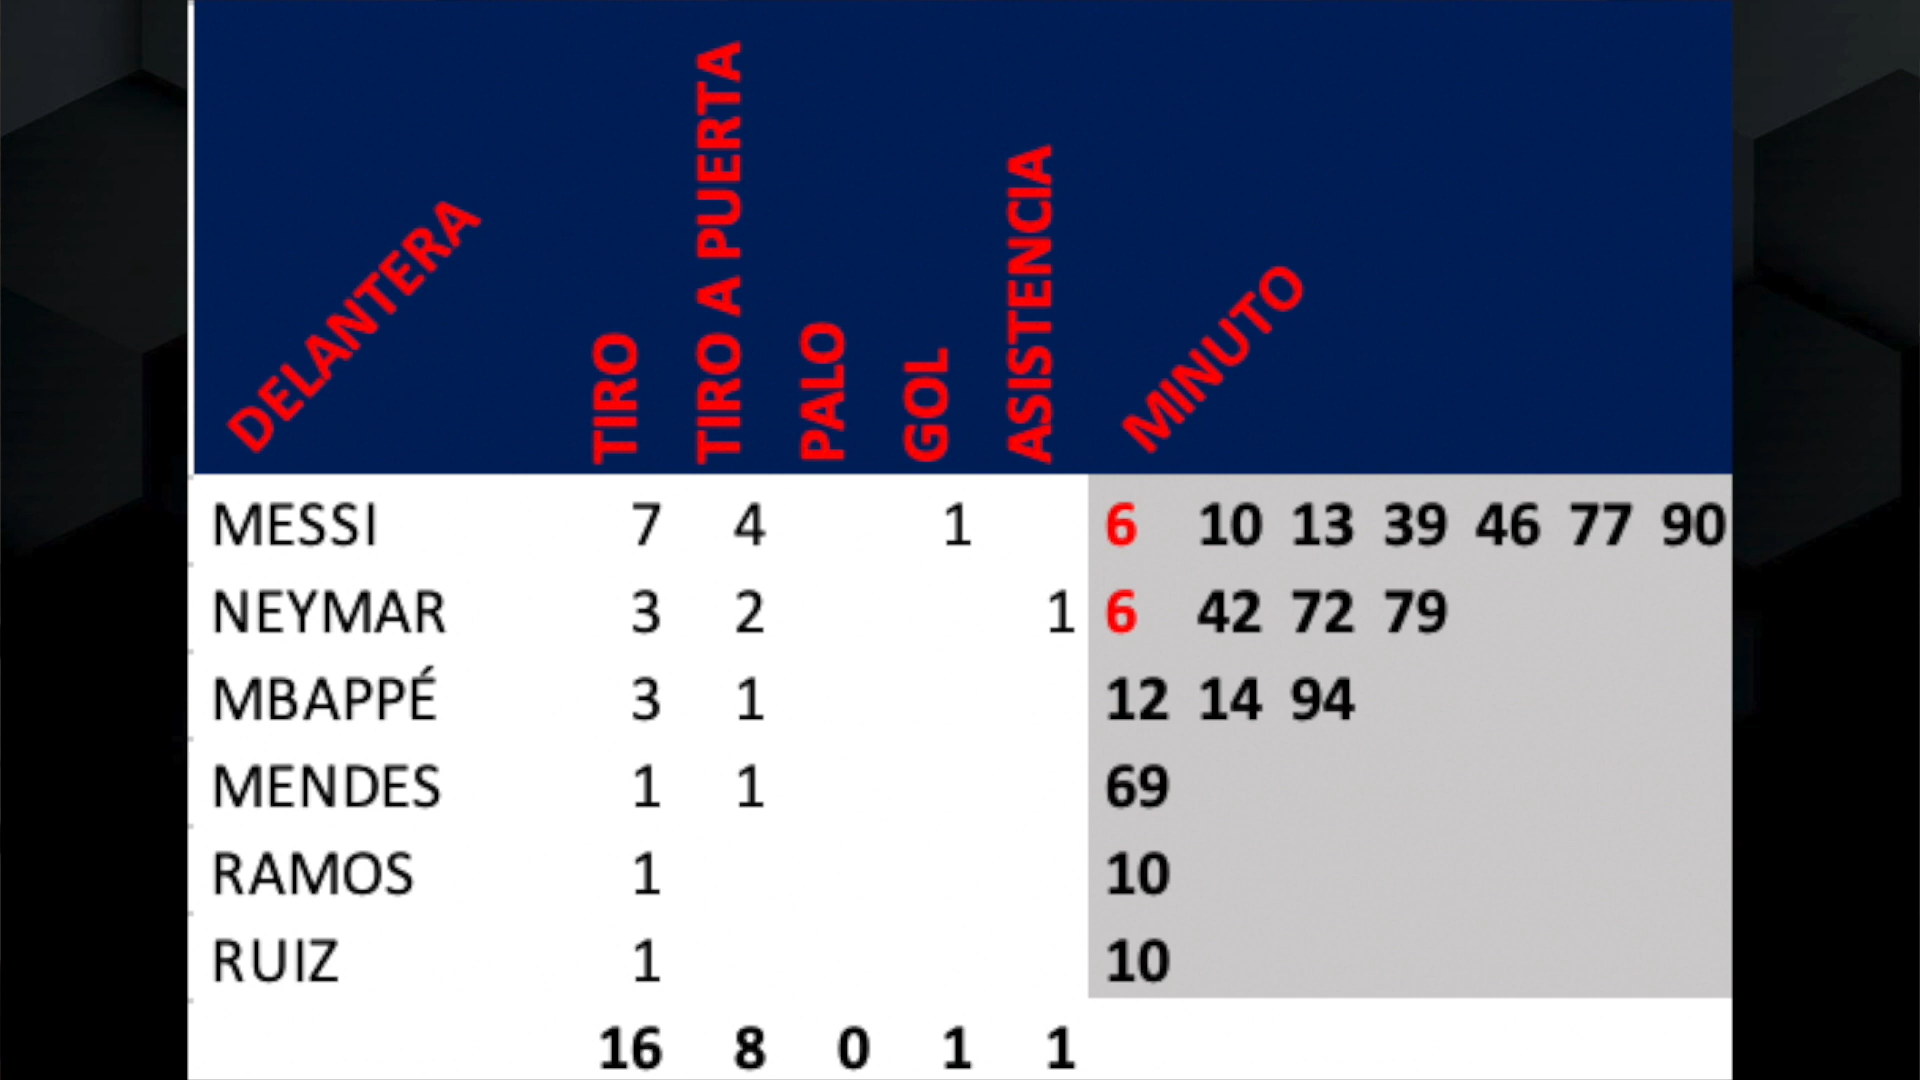 DELANTERA TIRO TIRO A PUERTA PALO GOL ASISTENCIA MINUTO
MESSI 7 4 1 6 10 13 39 46 77 90
NEYMAR 3 2 1 6 42 72 79
MBAPPÉ 3 1 12 14 94
MENDES 1 1 69
RAMOS 1 10
RUIZ 1 10
16 8 0 1 1